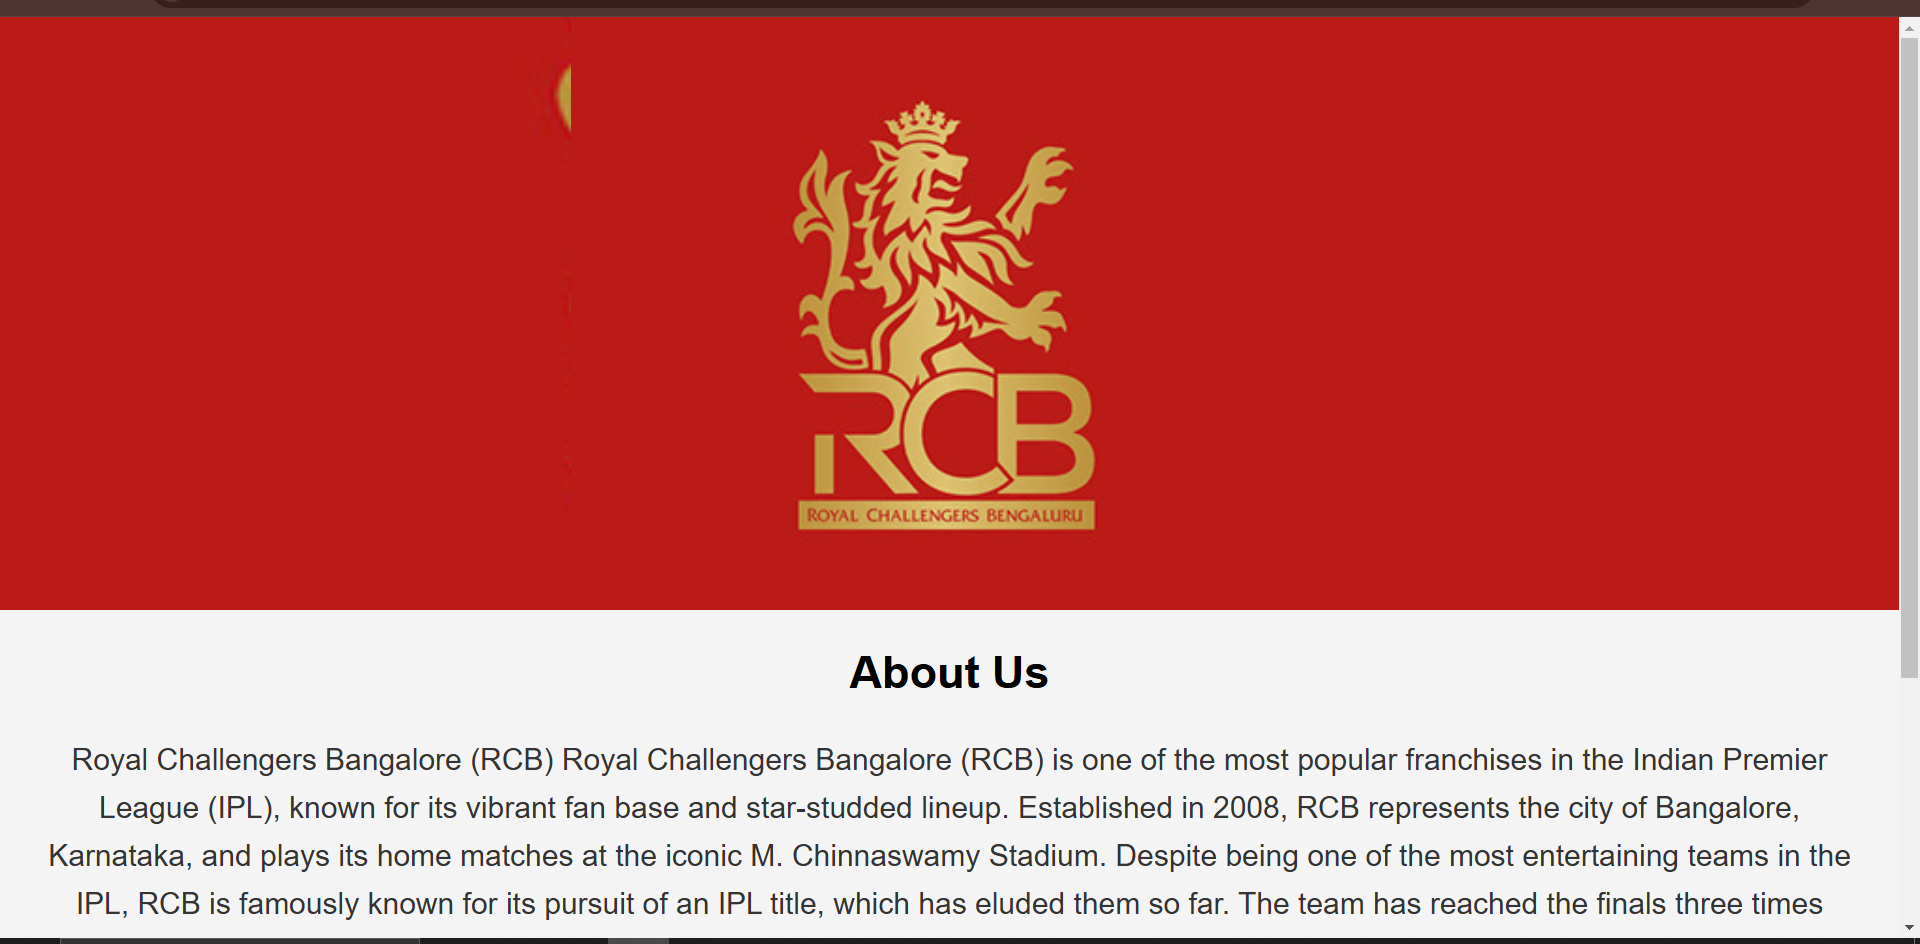 RCB
ROYAL CHALLENGERS BENGALURU
About Us
Royal Challengers Bangalore (RCB) Royal Challengers Bangalore (RCB) is one of the most popular franchises in the Indian Premier
League (IPL), known for its vibrant fan base and star-studded lineup. Established in 2008, RCB represents the city of Bangalore,
Karnataka, and plays its home matches at the iconic M. Chinnaswamy Stadium. Despite being one of the most entertaining teams in the
IPL, RCB is famously known for its pursuit of an IPL title, which has eluded them so far. The team has reached the finals three times